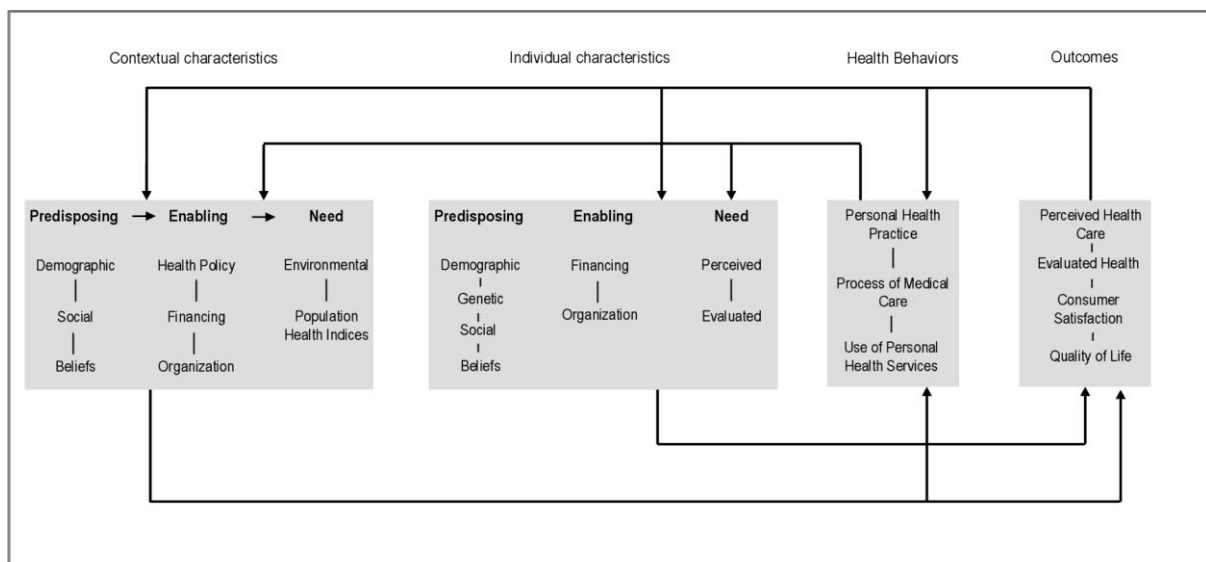 Contextual characteristics
Individual characteristics
Health Behaviors
Outcomes
Predisposing
Enabling
Need
Demographic
Social
Beliefs
Health Policy
Financing
Organization
Environmental
Population
Health Indices
Predisposing
Enabling
Need
Demographic
Genetic
Social
Beliefs
Financing
Organization
Perceived
Evaluated
Personal Health
Practice
Process of Medical
Care
Use of Personal
Health Services
Perceived Health
Care
Evaluated Health
Consumer
Satisfaction
Quality of Life